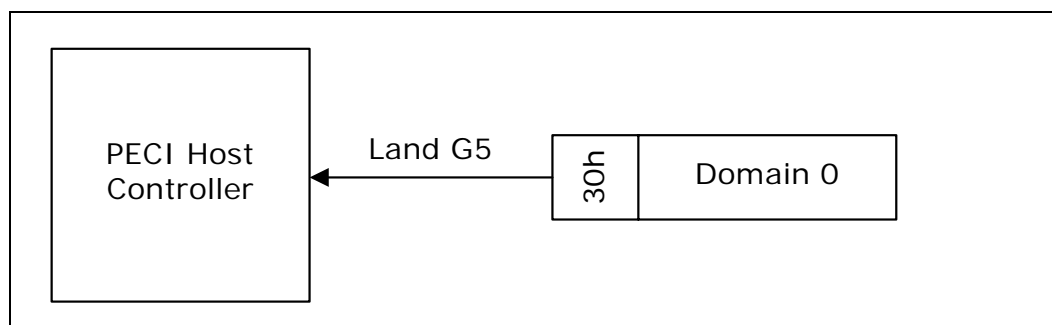 PECI Host
Controller
Land G5
30h
Domain 0